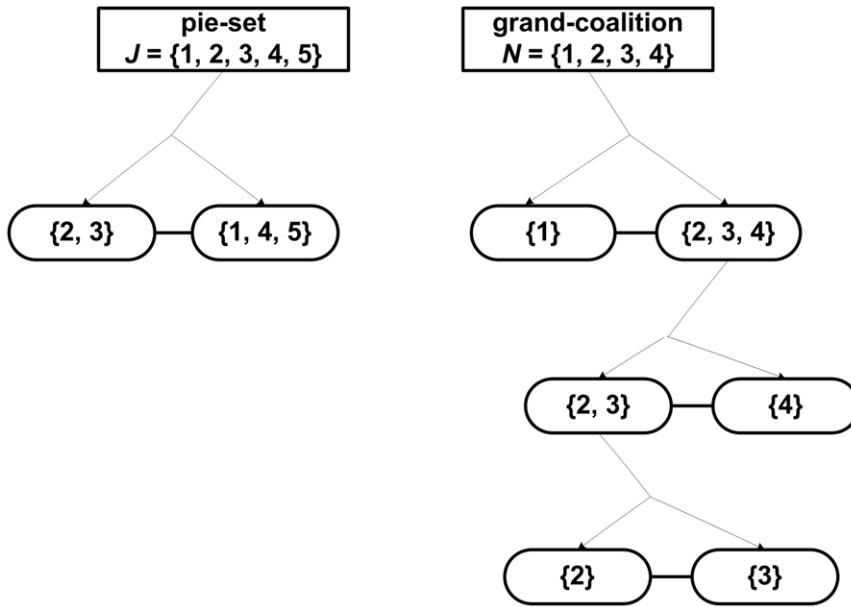 pie-set
J = {1, 2, 3, 4, 5}
grand-coalition
N = {1, 2, 3, 4}
{2, 3}
{1, 4, 5}
{1}
{2, 3, 4}
{2, 3}
{4}
{2}
{3}